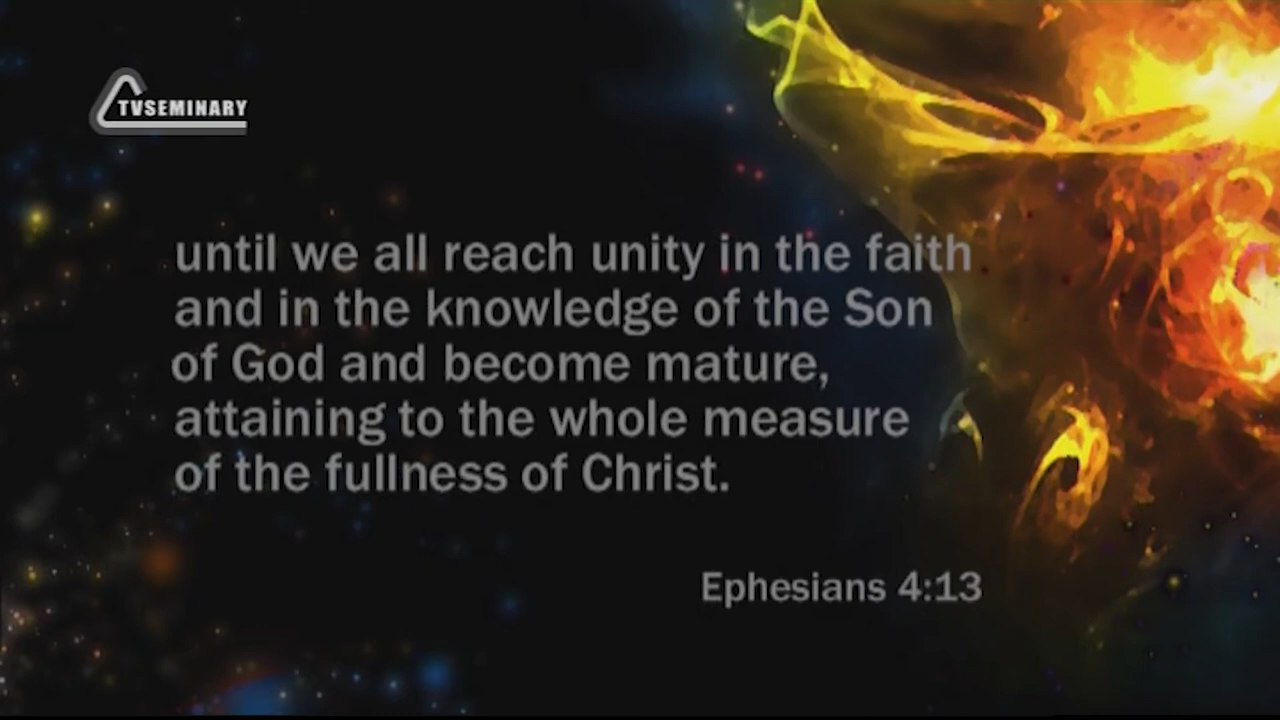 TVSEMINARY
until we all reach unity in the faith
and in the knowledge of the Son
of God and become mature,
attaining to the whole measure
of the fullness of Christ.
Ephesians 4:13